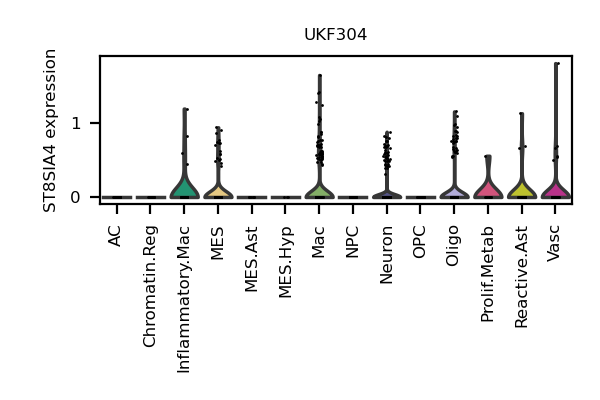 UKF304
ST8SIA4 expression
1
0
AC
Chromatin.Reg
Inflammatory.Mac
MES
MES.Ast
MES.Hyp
Mac
NPC
Neuron
OPC
Oligo
Prolif.Metab
Reactive.Ast
Vasc